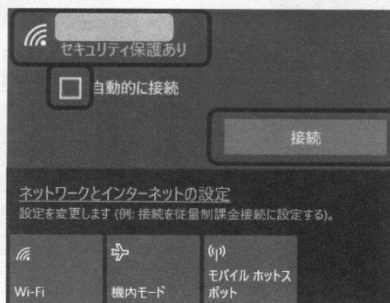 セキュリティ保護あり
自動的に接続
接続
ネットワークとインターネットの設定
設定を変更します (例: 接続を従量制課金接続に設定する)。
Wi-Fi
機内モード
モバイル ホットス
ポット